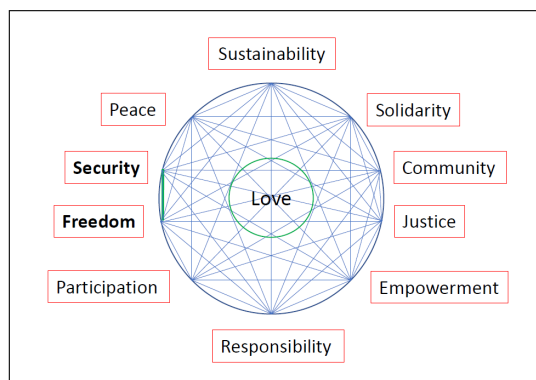 Sustainability
Peace
Solidarity
Security
Community
Love
Freedom
Justice
Participation
Empowerment
Responsibility